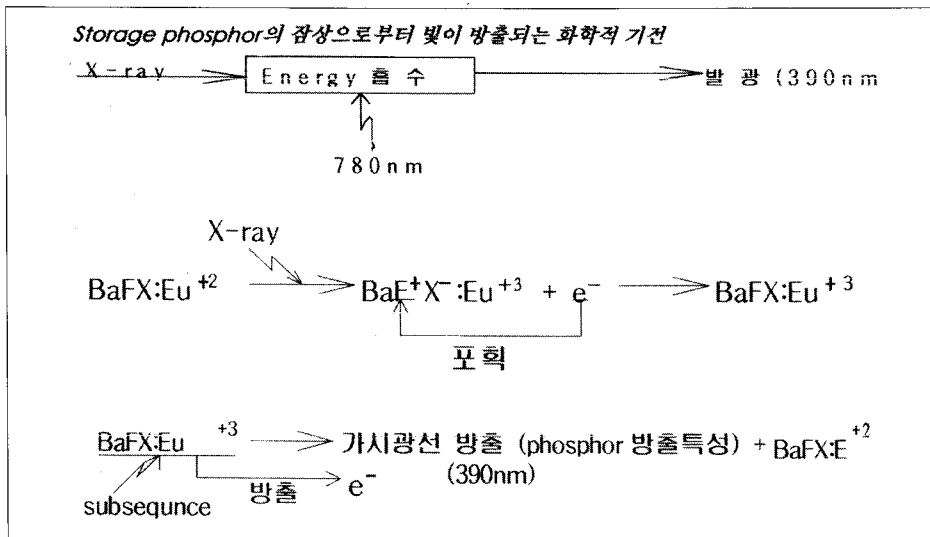 Storage phosphor의 잠상으로부터 빛이 방출되는 화학적 기전
X-ray Energy 흡수 발광 (390nm
780nm
X-ray
BaFX:Eu+2 BaE+X-:Eu+3 + e- BaFX:Eu+3
포획
BaFX:Eu+3 가시광선 방출 (phosphor 방출특성) + BaFX:E+2
(390nm)
방출 e-
subsequnce